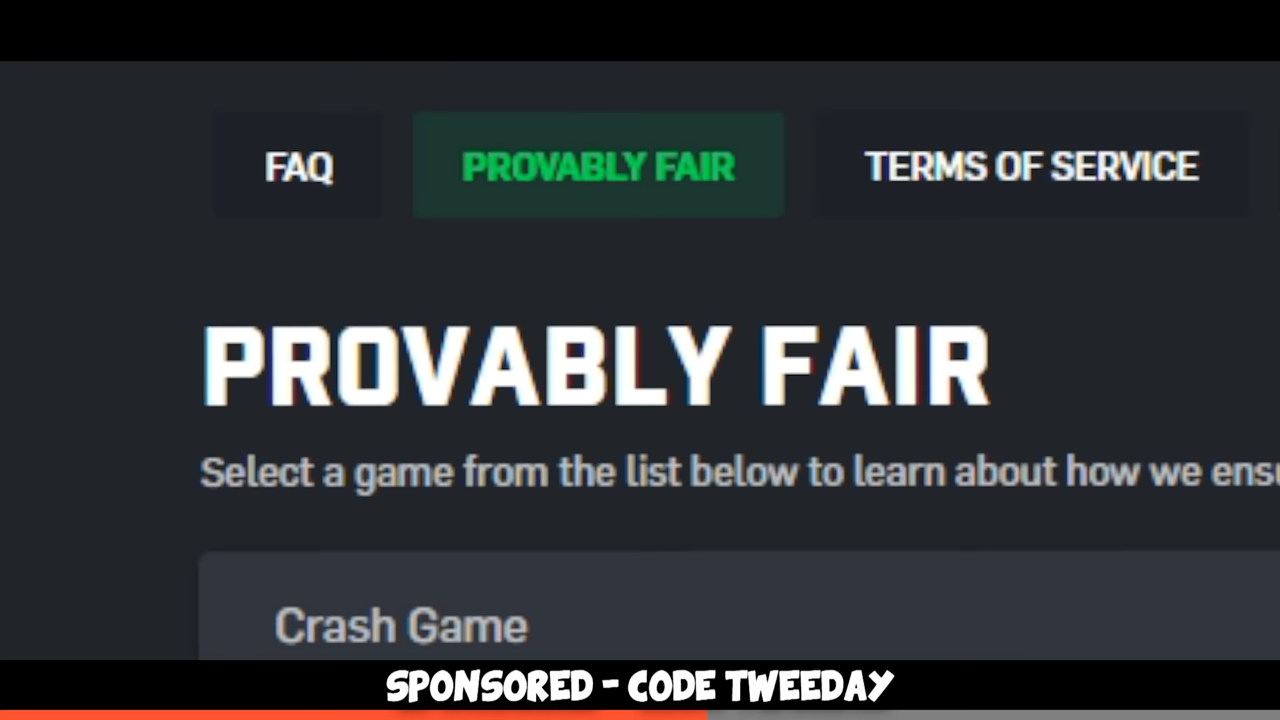 FAQ PROVABLY FAIR TERMS OF SERVICE
PROVABLY FAIR
Select a game from the list below to learn about how we ens
Crash Game
SPONSORED - CODE TWEEDAY